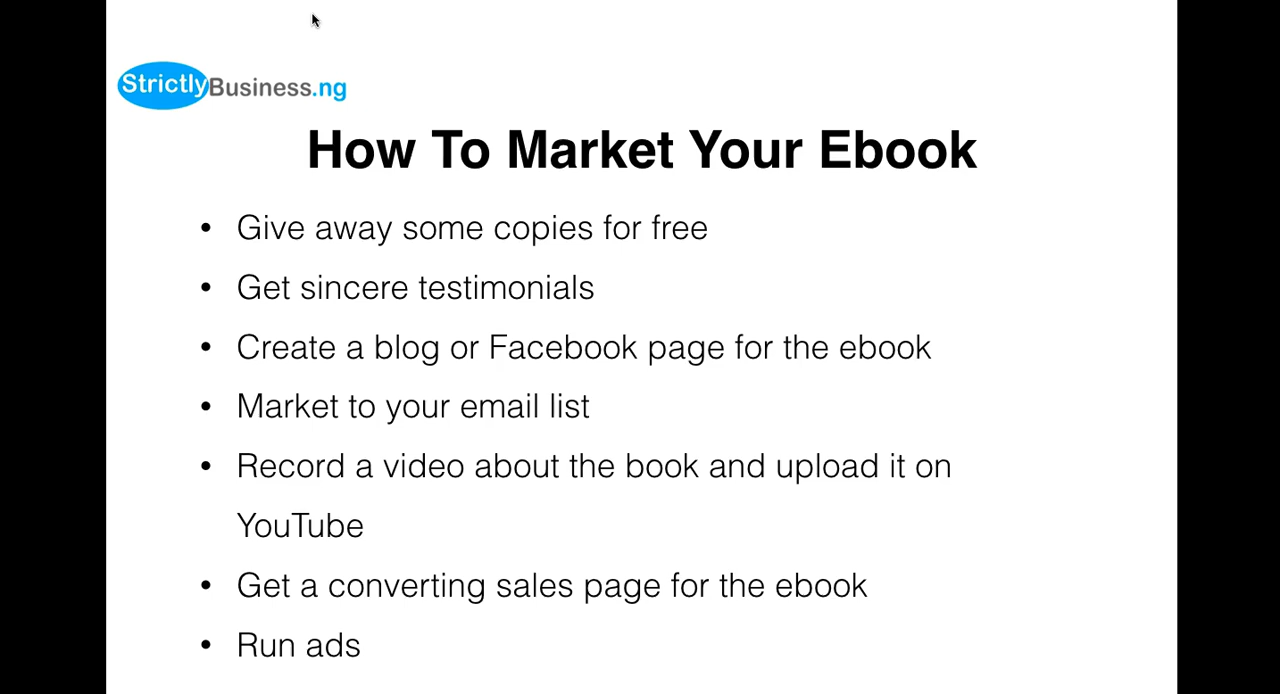 StrictlyBusiness.ng
How To Market Your Ebook
• Give away some copies for free
• Get sincere testimonials
• Create a blog or Facebook page for the ebook
• Market to your email list
• Record a video about the book and upload it on
YouTube
• Get a converting sales page for the ebook
• Run ads